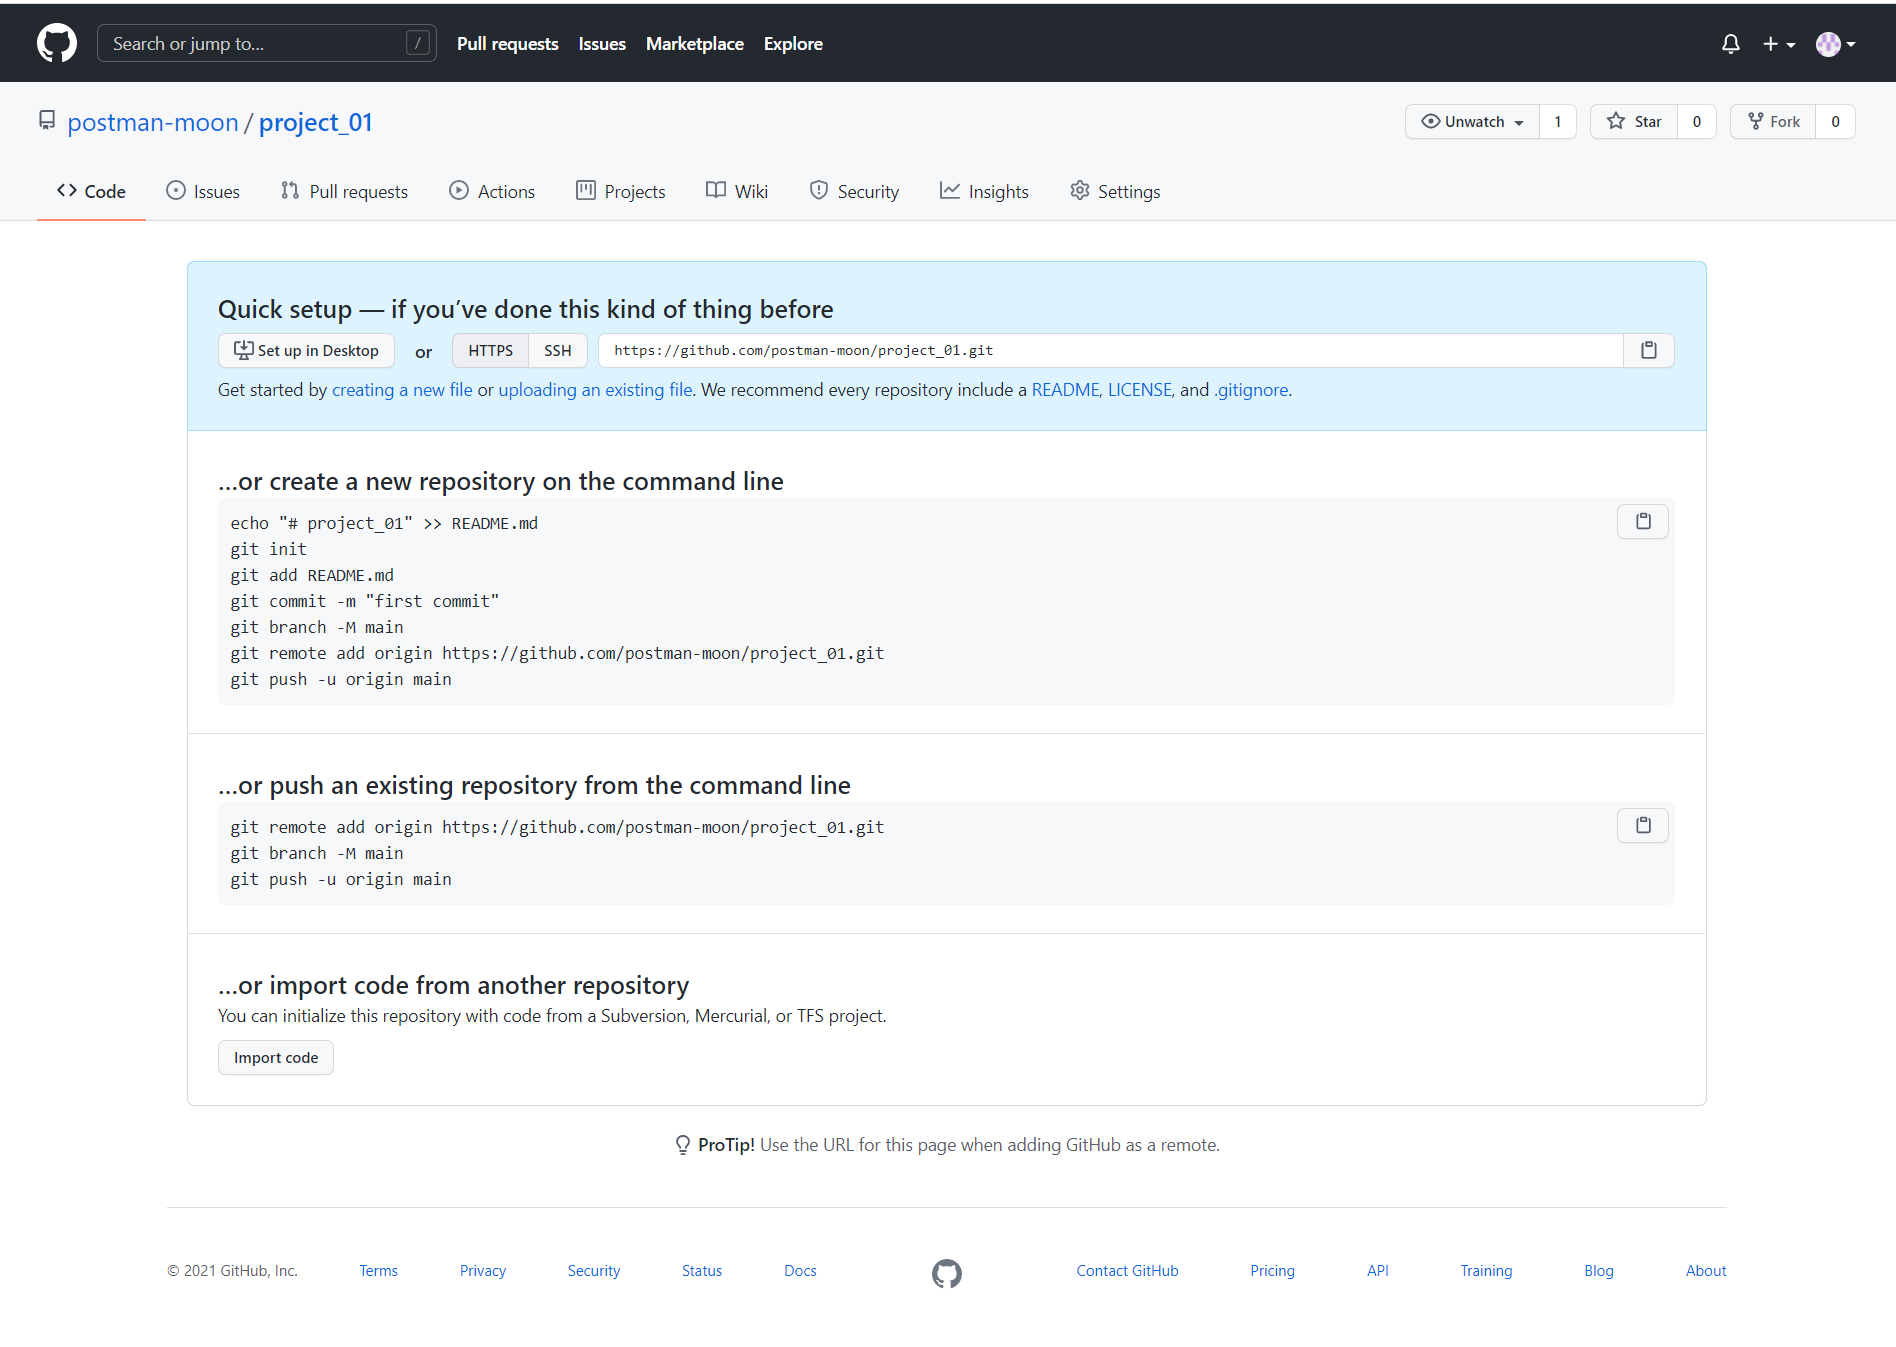 Search or jump to... /
Pull requests Issues Marketplace Explore
postman-moon / project_01
Unwatch 1 Star 0 Fork 0
Code Issues Pull requests Actions Projects Wiki Security Insights Settings
Quick setup — if you’ve done this kind of thing before
Set up in Desktop or HTTPS SSH https://github.com/postman-moon/project_01.git
Get started by creating a new file or uploading an existing file. We recommend every repository include a README, LICENSE, and .gitignore.
…or create a new repository on the command line
echo "# project_01" >> README.md
git init
git add README.md
git commit -m "first commit"
git branch -M main
git remote add origin https://github.com/postman-moon/project_01.git
git push -u origin main
…or push an existing repository from the command line
git remote add origin https://github.com/postman-moon/project_01.git
git branch -M main
git push -u origin main
…or import code from another repository
You can initialize this repository with code from a Subversion, Mercurial, or TFS project.
Import code
ProTip! Use the URL for this page when adding GitHub as a remote.
© 2021 GitHub, Inc. Terms Privacy Security Status Docs Contact GitHub Pricing API Training Blog About